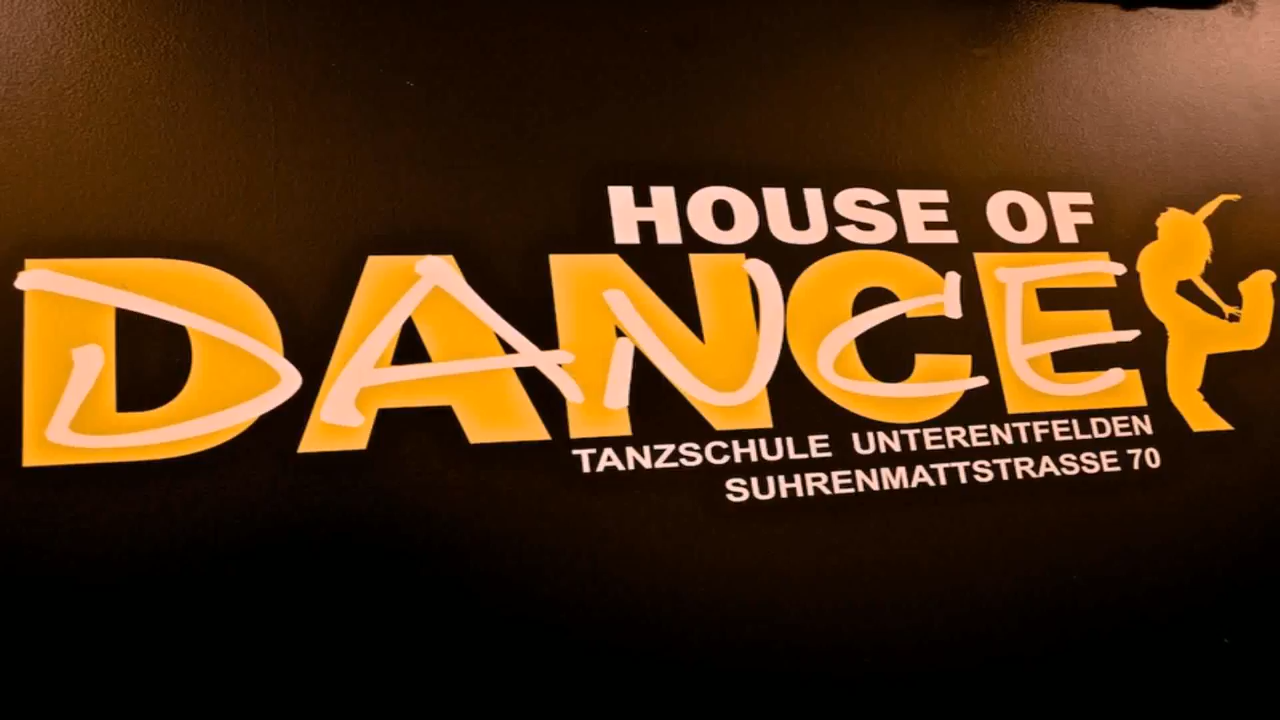 HOUSE OF
DANCE
TANZSCHULE UNTERENTFELDEN
SUHRENMATTSTRASSE 70